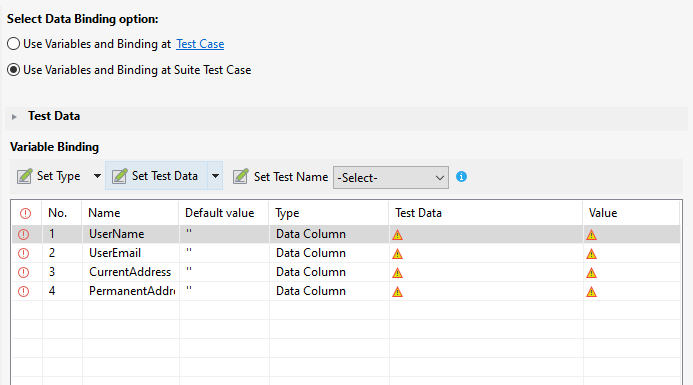 Select Data Binding option:
Use Variables and Binding at Test Case
Use Variables and Binding at Suite Test Case
Test Data
Variable Binding
Set Type Set Test Data Set Test Name -Select-
No. Name Default value Type Test Data Value
1 UserName '' Data Column
2 UserEmail '' Data Column
3 CurrentAddress '' Data Column
4 PermanentAddre '' Data Column